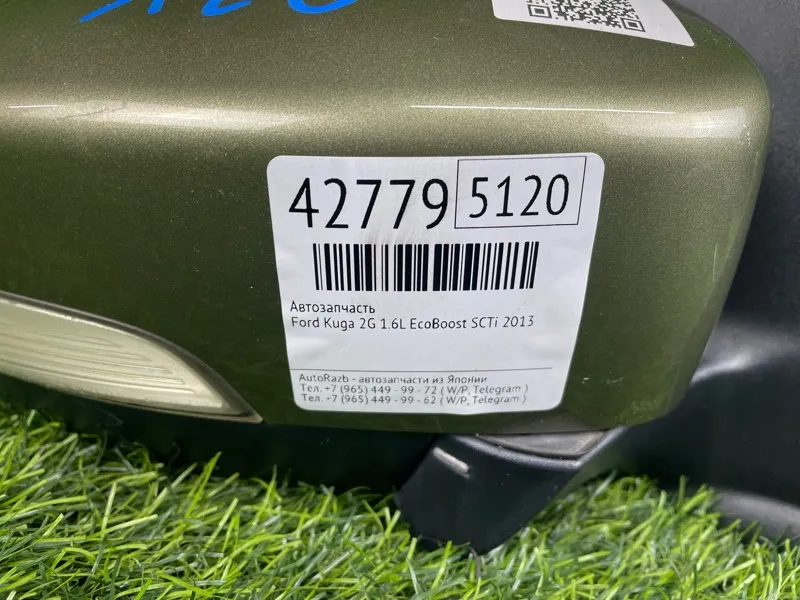 42779 5120
Автозапчасть
Ford Kuga 2G 1.6L EcoBoost SCTi 2013
AutoRazb - автозапчасти из Японии
Тел. +7 (965) 449 - 99 - 72 ( W/P, Telegram )
Тел. +7 (965) 449 - 99 - 62 ( W/P, Telegram )